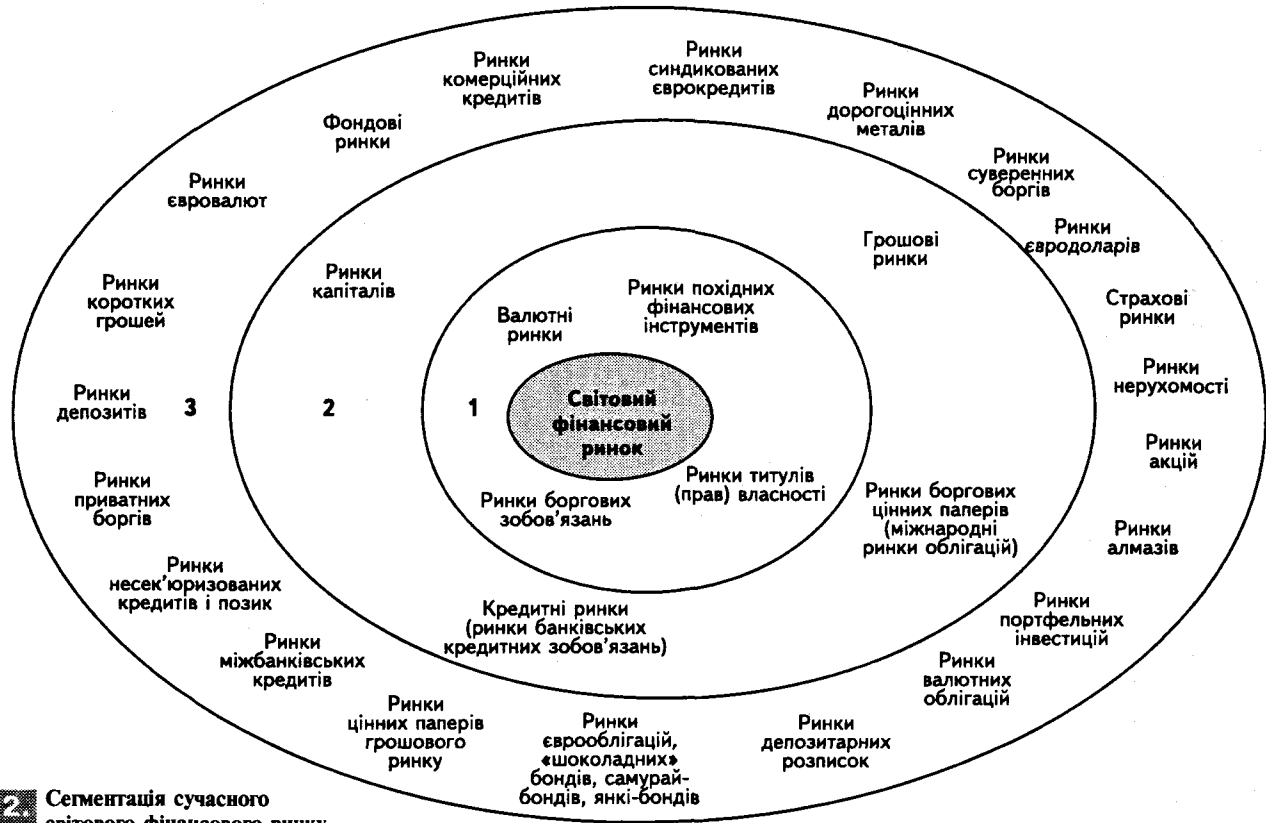 Ринки
комерційних
кредитів
Ринки
синдикованих
єврокредитів
Ринки
дорогоцінних
металів
Фондові
ринки
Ринки
суверенних
боргів
Ринки
євровалют
Ринки
євродоларів
Грошові
ринки
Ринки
капіталів
Ринки
коротких
грошей
Ринки похідних
фінансових
інструментів
Валютні
ринки
Страхові
ринки
Ринки
нерухомості
Ринки
депозитів
3
2
1
Світовий
фінансовий
ринок
Ринки
акцій
Ринки титулів
(прав) власності
Ринки боргових
зобов'язань
Ринки
приватних
боргів
Ринки боргових
цінних паперів
(міжнародні
ринки облігацій)
Ринки
алмазів
Ринки
несек'юризованих
кредитів і позик
Кредитні ринки
(ринки банківських
кредитних зобов'язань)
Ринки
портфельних
інвестицій
Ринки
міжбанківських
кредитів
Ринки
валютних
облігацій
Ринки
цінних паперів
грошового
ринку
Ринки
єврооблігацій,
«шоколадних»
бондів, самурай-
бондів, янкі-бондів
Ринки
депозитарних
розписок
2. Сегментація сучасного
світового фінансового ринку